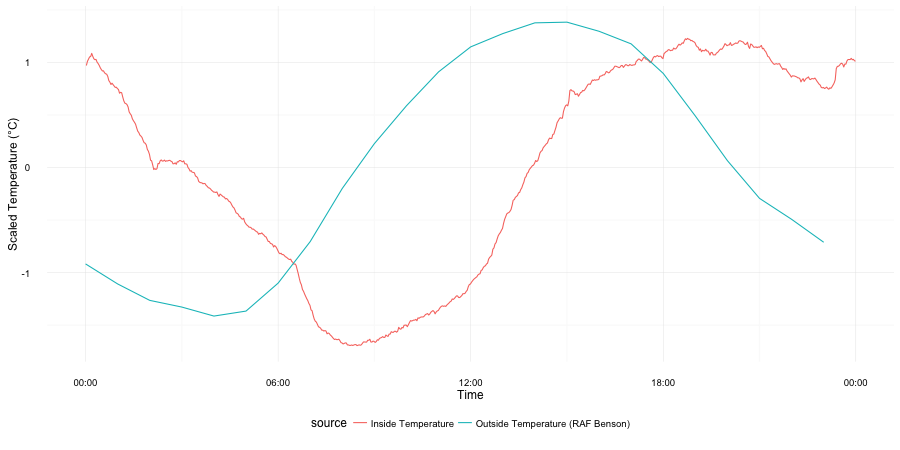 Scaled Temperature (°C)
1
0
-1
00:00 06:00 12:00 18:00 00:00
Time
source Inside Temperature Outside Temperature (RAF Benson)